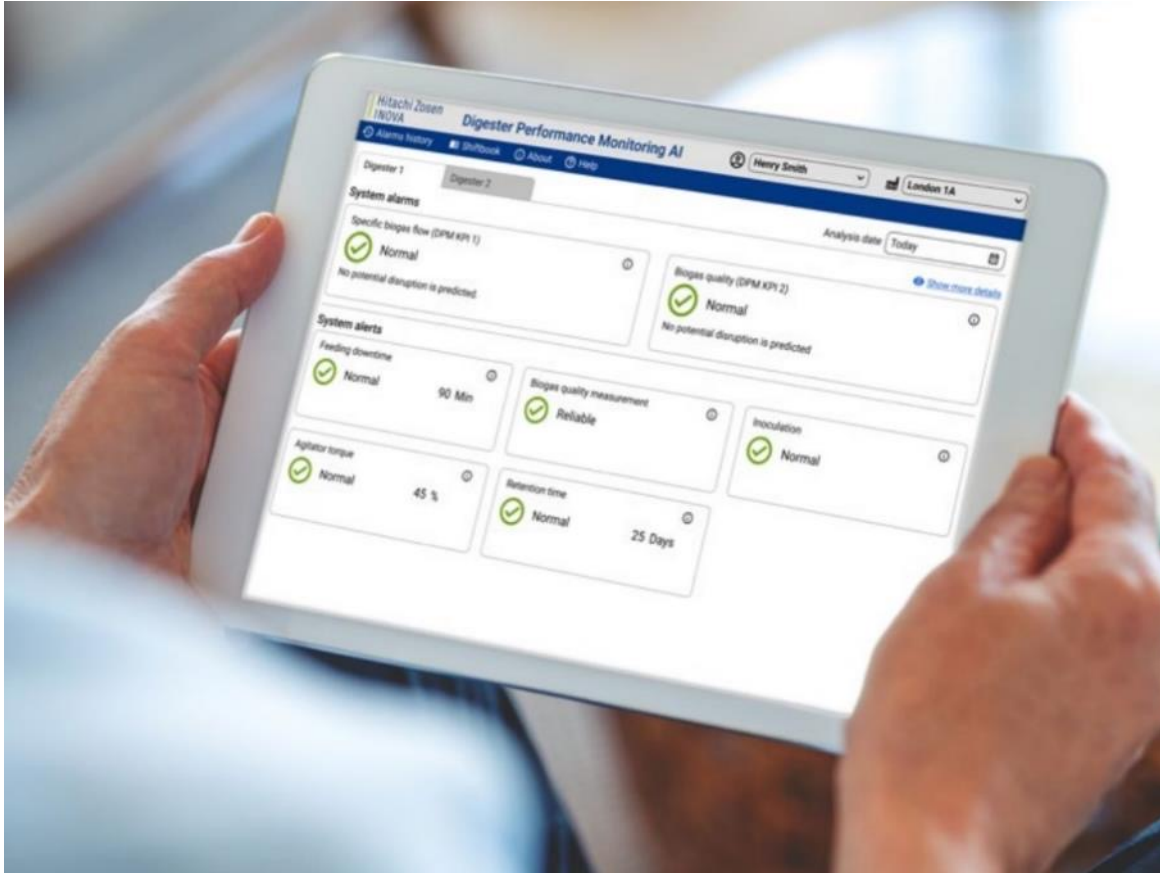 Hitachi Zosen
INOVA
Digester Performance Monitoring AI
Henry Smith
London 1A
Alarms history
Shiftbook
About
Help
Digester 1
Digester 2
Analysis date
Today
System alarms
Show more details
Specific biogas flow (DPM KPI 1)
Normal
No potential disruption is predicted
Biogas quality (DPM KPI 2)
Normal
No potential disruption is predicted
System alerts
Feeding downtime
Normal
90 Min
Biogas quality measurement
Reliable
Inoculation
Normal
Agitator torque
Normal
45 %
Retention time
Normal
25 Days